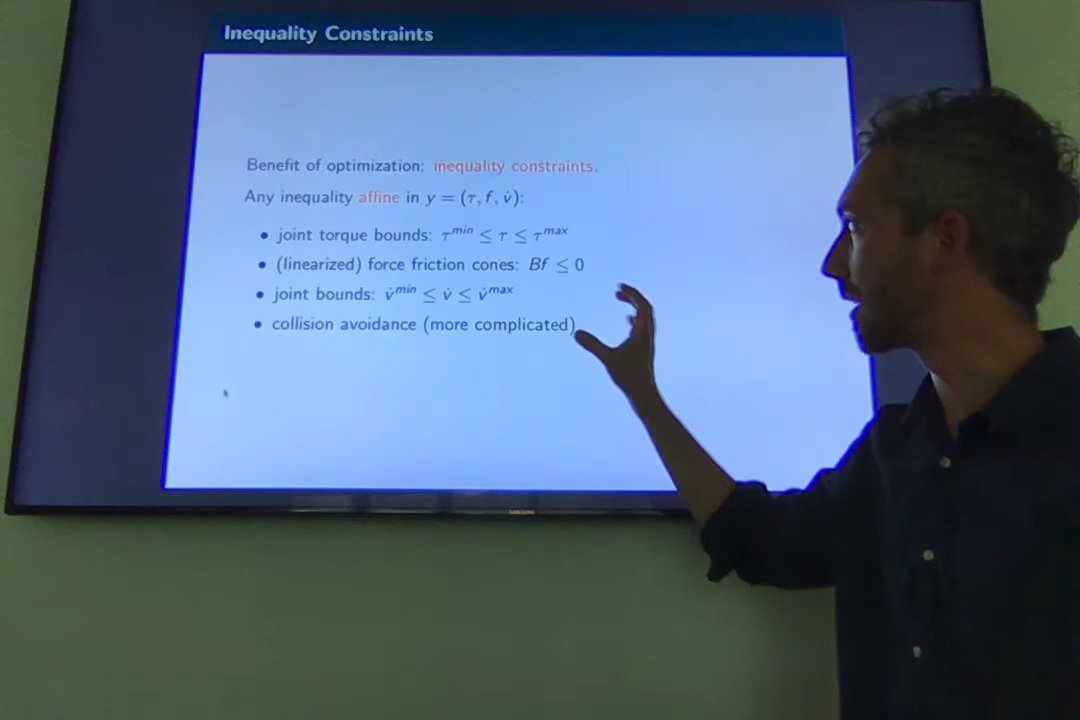 Inequality Constraints
Benefit of optimization: inequality constraints.
Any inequality affine in y = (τ, f, v̇):
• joint torque bounds: τ^min ≤ τ ≤ τ^max
• (linearized) force friction cones: Bf ≤ 0
• joint bounds: v̇^min ≤ v̇ ≤ v̇^max
• collision avoidance (more complicated)
SAMSUNG